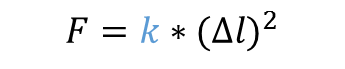 F = k * (Δl)²